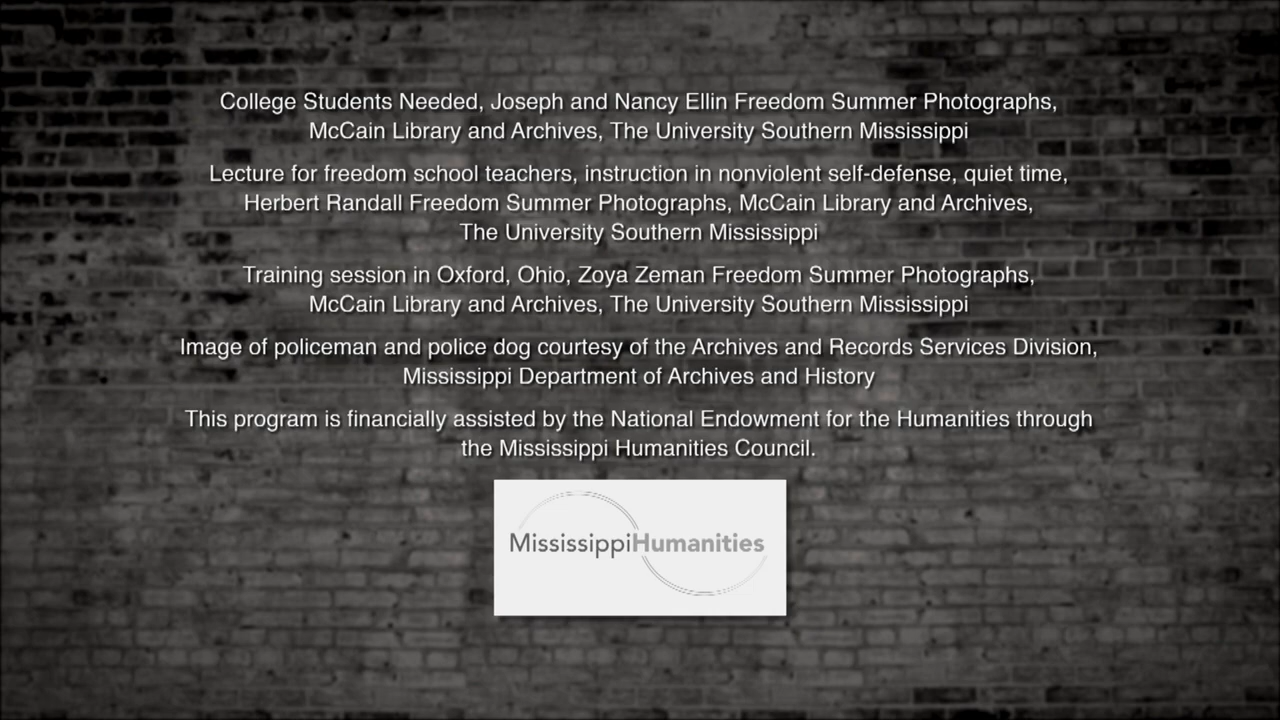 College Students Needed, Joseph and Nancy Ellin Freedom Summer Photographs,
McCain Library and Archives, The University Southern Mississippi
Lecture for freedom school teachers, instruction in nonviolent self-defense, quiet time,
Herbert Randall Freedom Summer Photographs, McCain Library and Archives,
The University Southern Mississippi
Training session in Oxford, Ohio, Zoya Zeman Freedom Summer Photographs,
McCain Library and Archives, The University Southern Mississippi
Image of policeman and police dog courtesy of the Archives and Records Services Division,
Mississippi Department of Archives and History
This program is financially assisted by the National Endowment for the Humanities through
the Mississippi Humanities Council.
MississippiHumanities